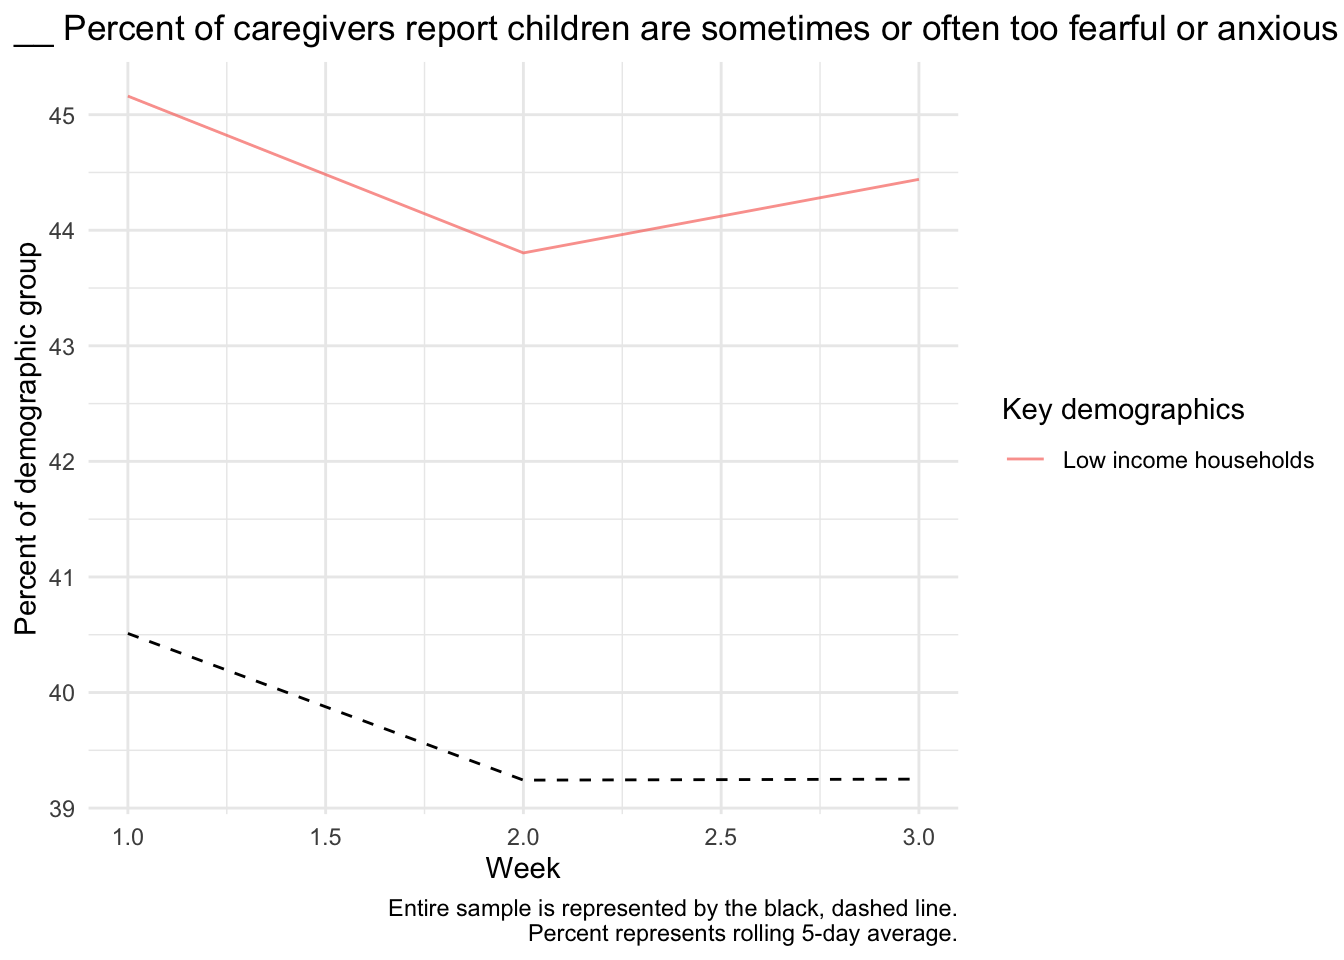 __ Percent of caregivers report children are sometimes or often too fearful or anxious
Percent of demographic group
45
44
43
42
41
40
39
1.0 1.5 2.0 2.5 3.0
Week
Key demographics
Low income households
Entire sample is represented by the black, dashed line.
Percent represents rolling 5-day average.